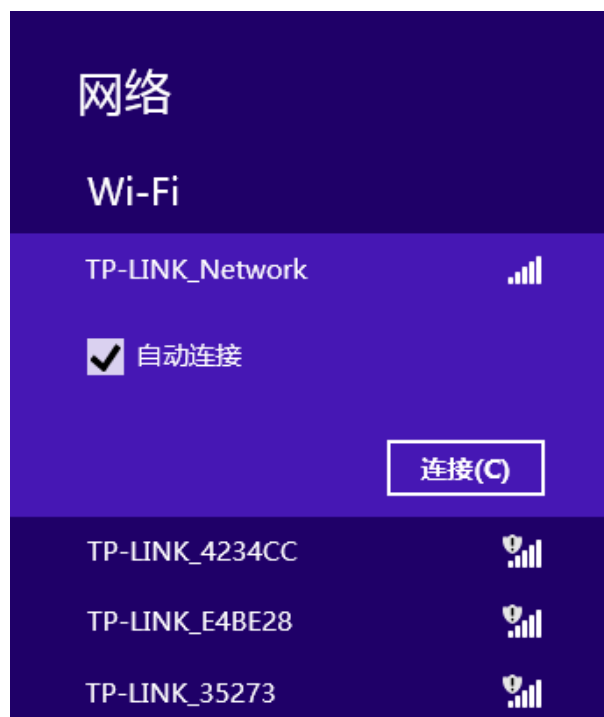 网络
Wi-Fi
TP-LINK_Network
自动连接
连接(C)
TP-LINK_4234CC
TP-LINK_E4BE28
TP-LINK_35273